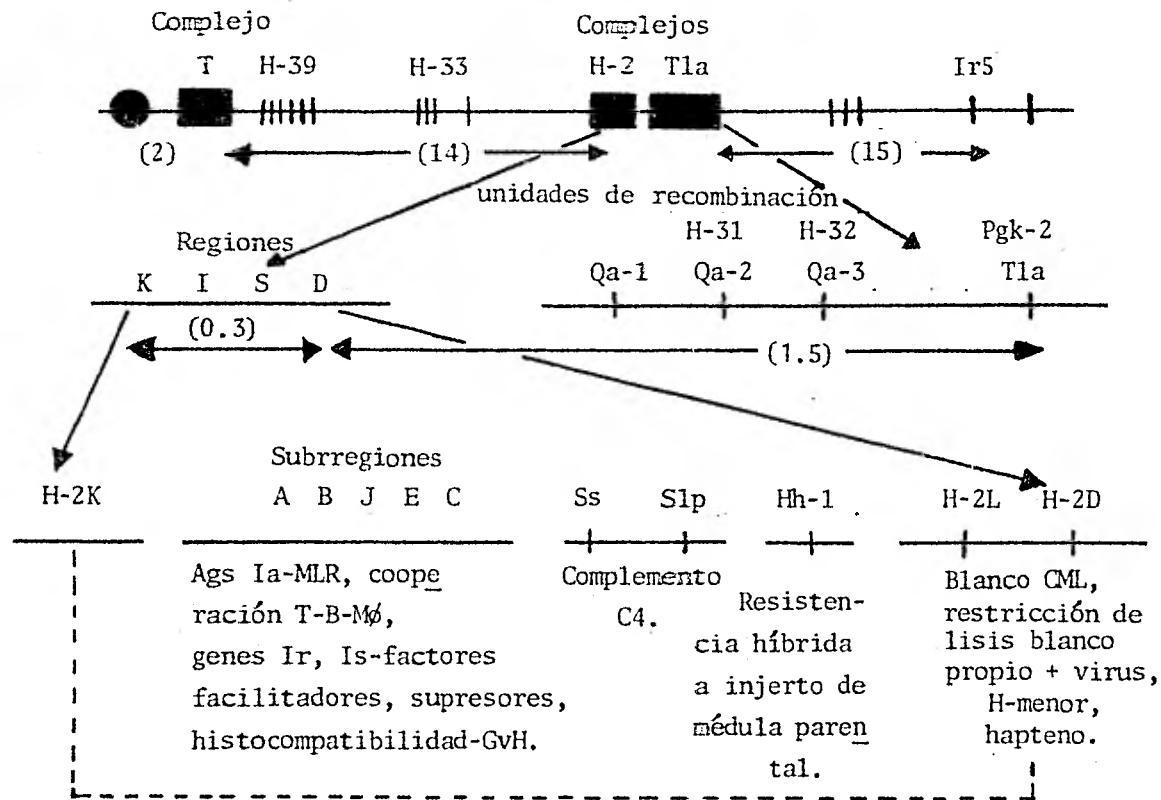 Complejo Complejos
T H-39 H-33 H-2 Tla Ir5
(2) (14) (15)
unidades de recombinación
H-31 H-32 Pgk-2
Regiones
Qa-1 Qa-2 Qa-3 Tla
K I S D
(0.3)
(1.5)
Subrregiones
H-2K A B J E C Ss Slp Hh-1 H-2L H-2D
Ags Ia-MLR, coope
ración T-B-Mø,
genes Ir, Is-factores
facilitadores, supresores,
histocompatibilidad-GvH.
Complemento
C4.
Resisten-
cia híbrida
a injerto de
médula paren
tal.
Blanco CML,
restricción de
lisis blanco
propio + virus,
H-menor,
hapteno.